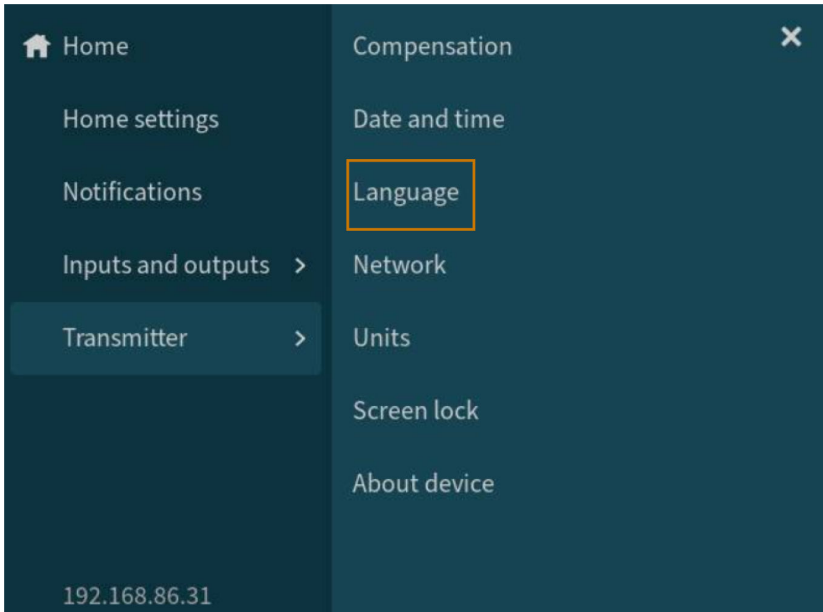 Home
Home settings
Notifications
Inputs and outputs >
Transmitter >
192.168.86.31
Compensation
Date and time
Language
Network
Units
Screen lock
About device